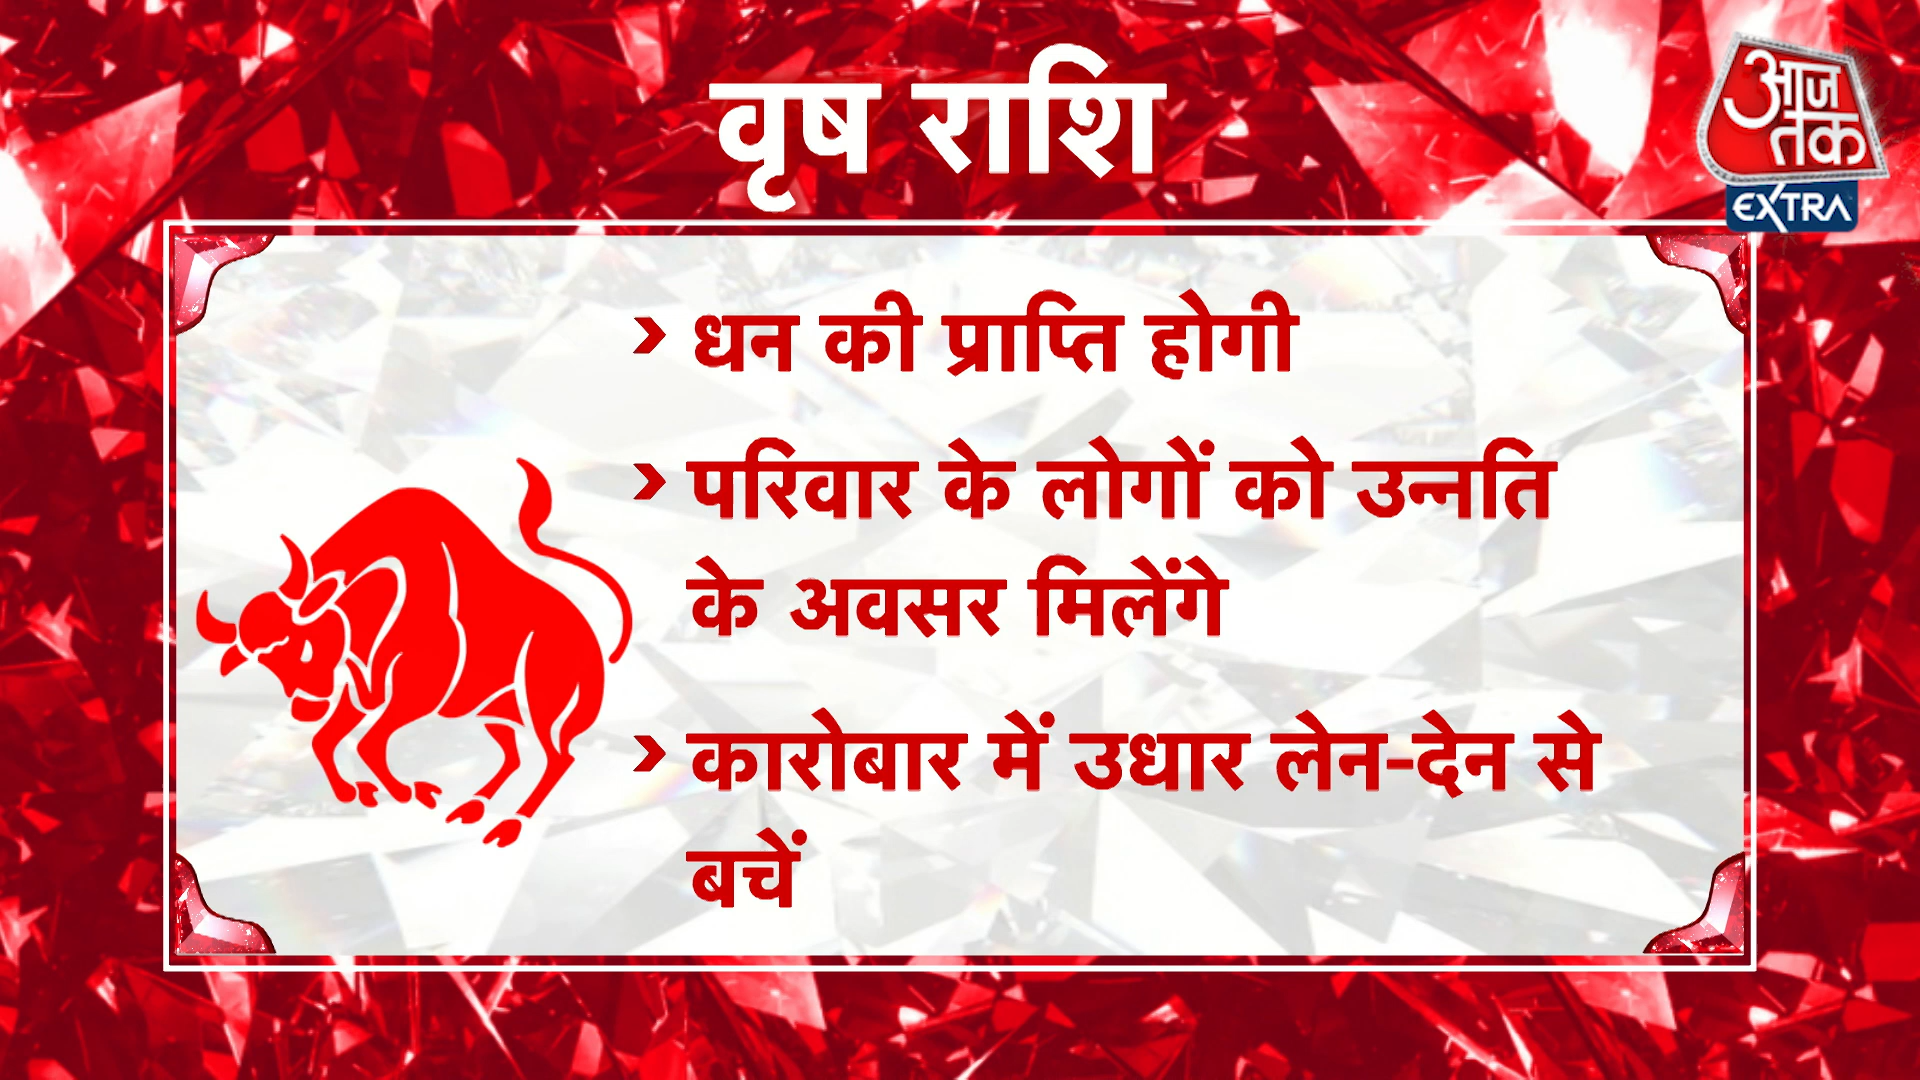 वृष राशि
आज
तक
EXTRA
> धन की प्राप्ति होगी
> परिवार के लोगों को उन्नति
के अवसर मिलेंगे
> कारोबार में उधार लेन-देन से
बचें